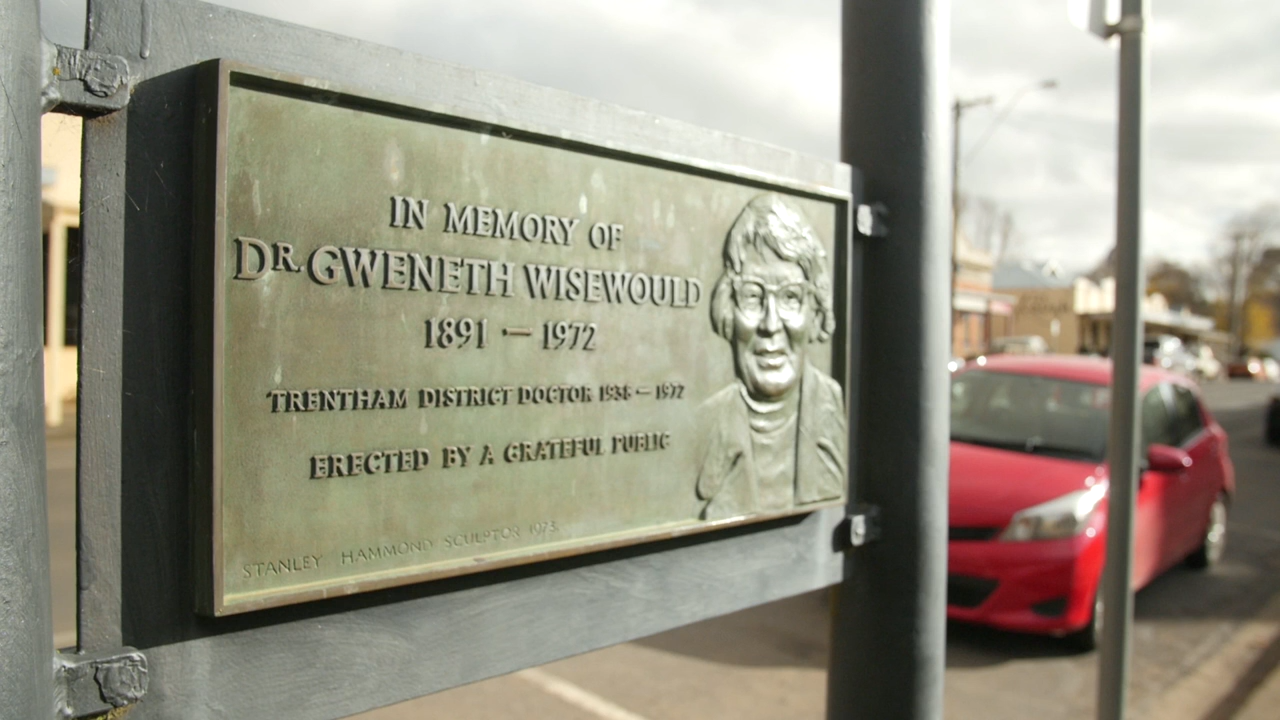 IN MEMORY OF
DR. GWENETH WISEWOULD
1891 — 1972
TRENTHAM DISTRICT DOCTOR 1938 — 1972
ERECTED BY A GRATEFUL PUBLIC
STANLEY HAMMOND SCULPTOR 1973.